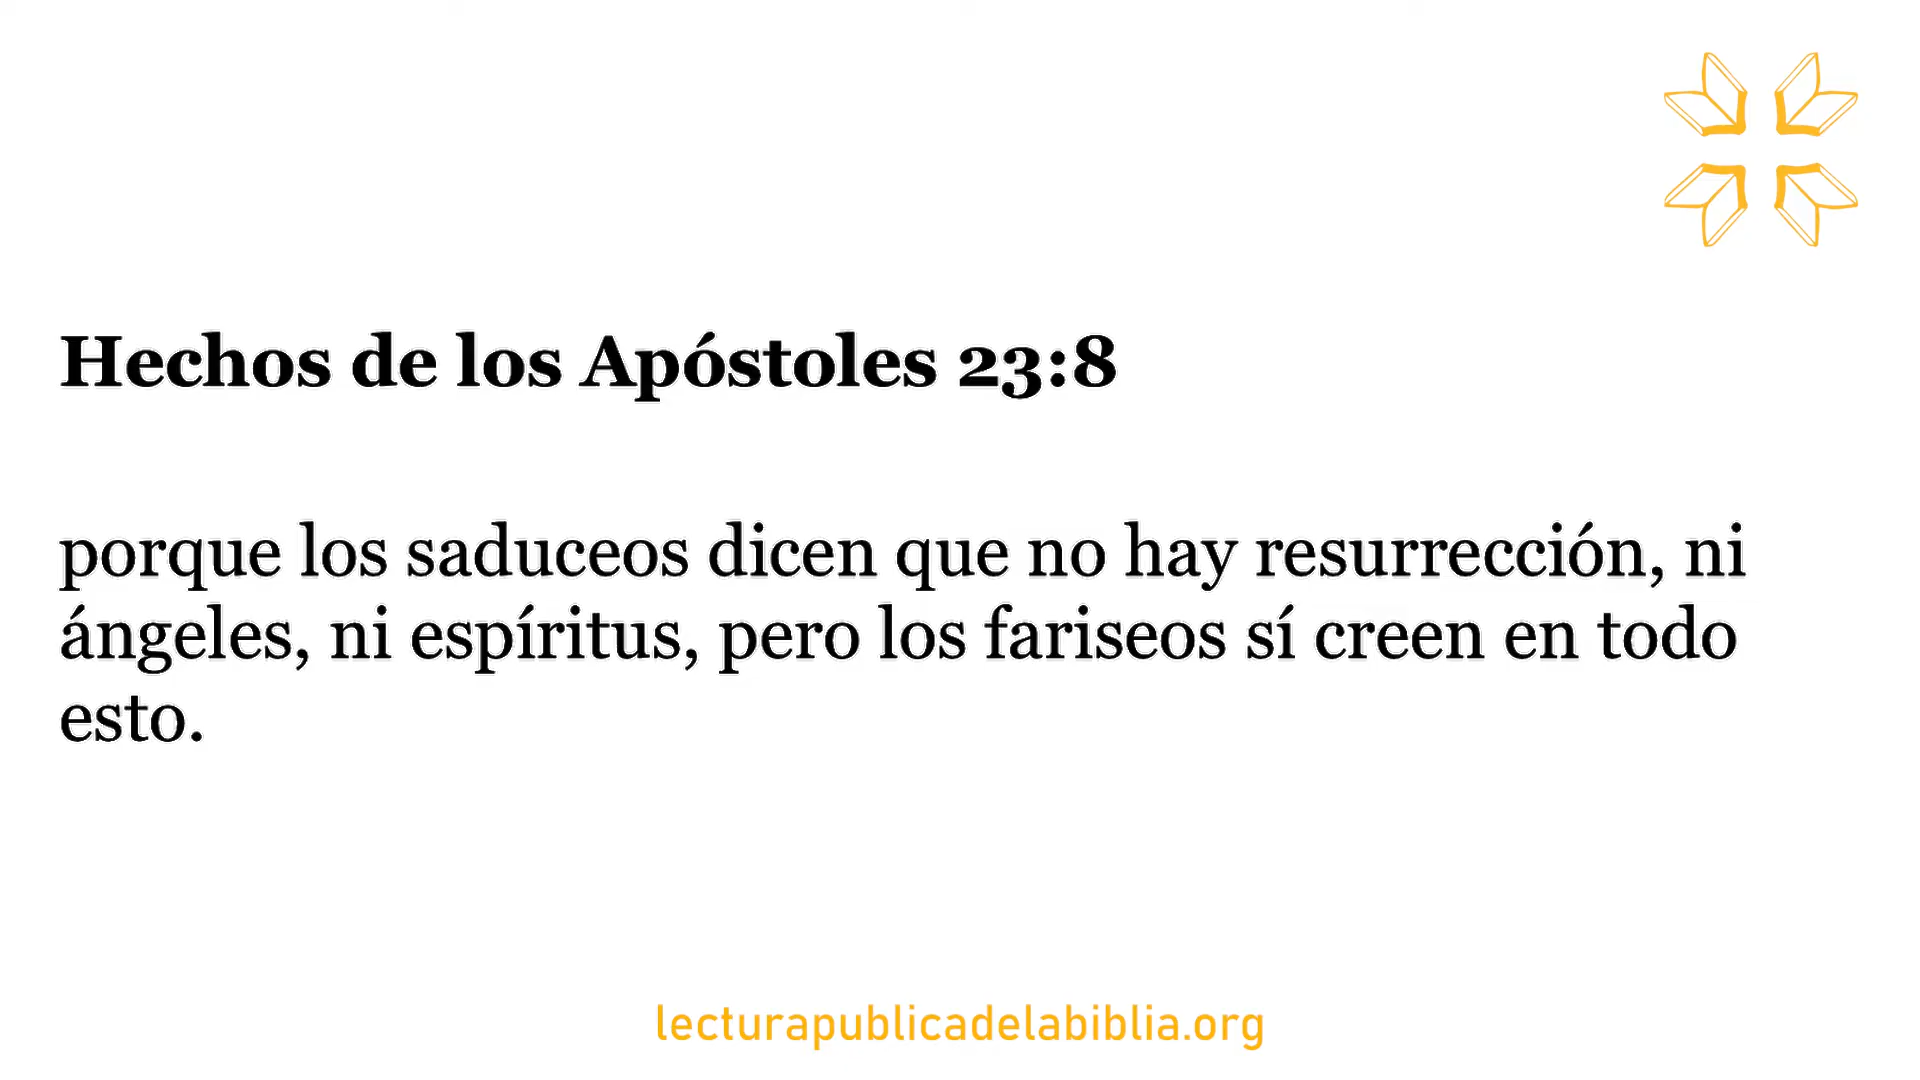 Hechos de los Apóstoles 23:8
porque los saduceos dicen que no hay resurrección, ni
ángeles, ni espíritus, pero los fariseos sí creen en todo
esto.
lecturapublicadelabiblia.org